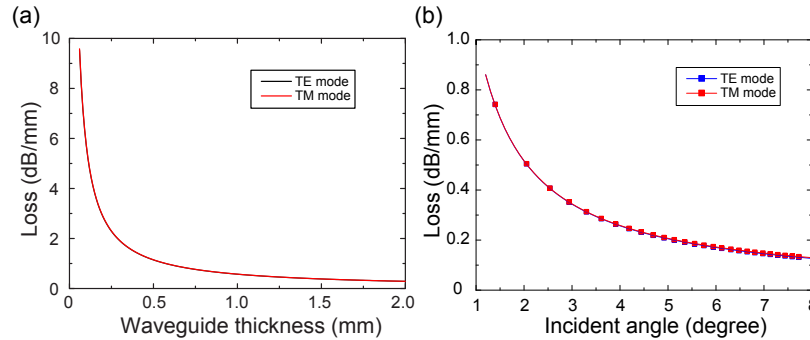 (a)
10
8
6
4
2
0
0
0.5
1.0
1.5
2.0
Loss (dB/mm)
Waveguide thickness (mm)
TE mode
TM mode
(b)
1.0
0.8
0.6
0.4
0.2
0
1
2
3
4
5
6
7
8
Loss (dB/mm)
Incident angle (degree)
TE mode
TM mode